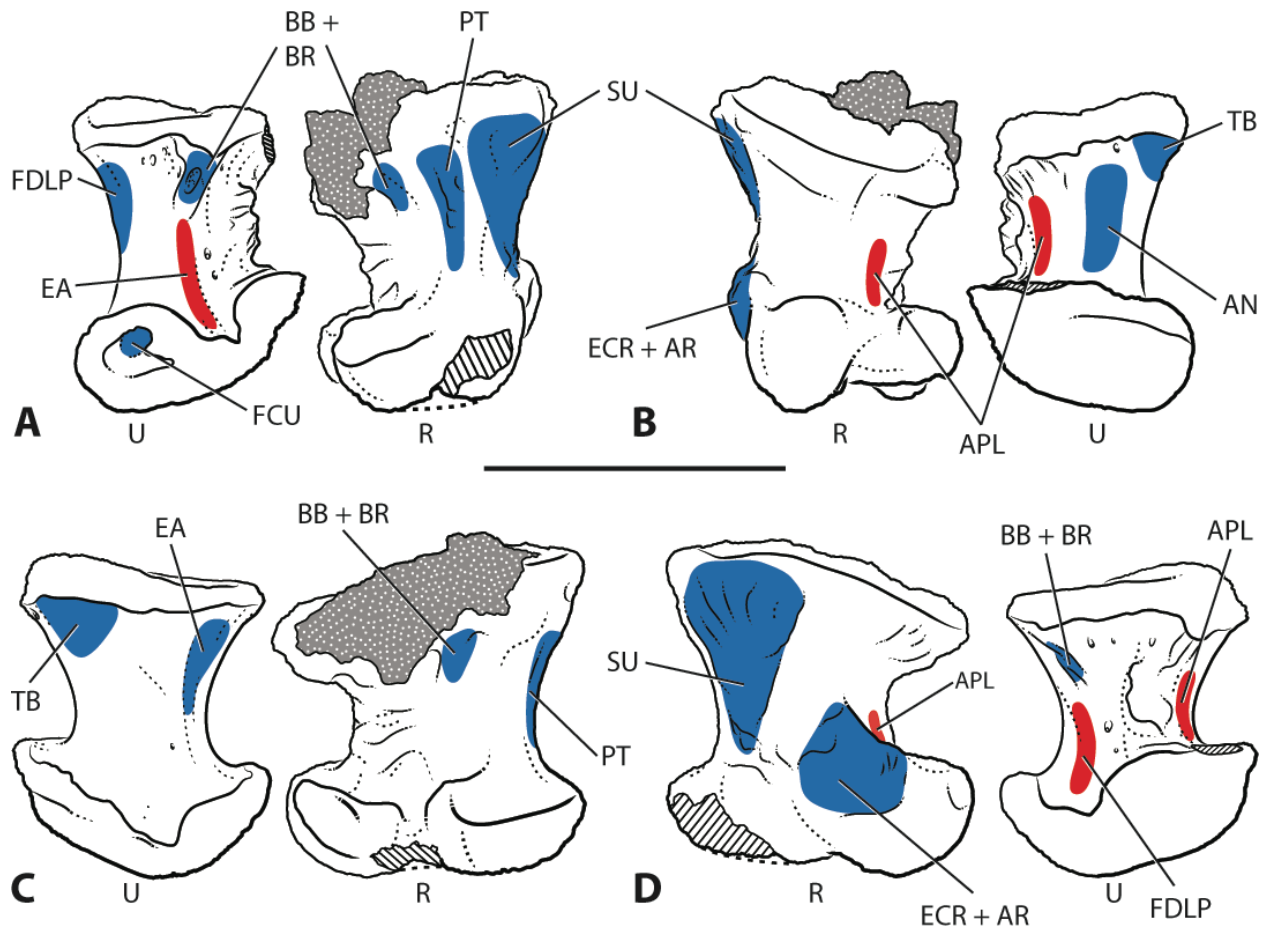 BB +
BR
PT
SU
TB
FDLP
EA
ECR + AR
AN
FCU
APL
A
U
R
B
R
U
EA
BB + BR
BB + BR
APL
SU
APL
TB
PT
C
U
R
D
R
ECR + AR
U
FDLP